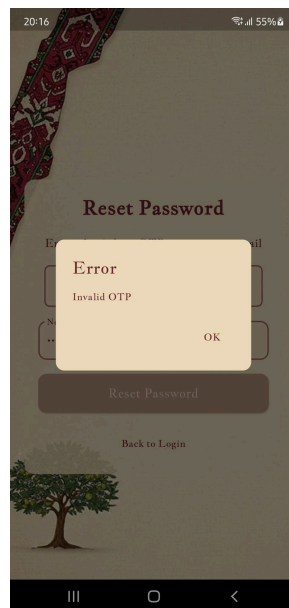 20:16
55%
Reset Password
Error
Invalid OTP
OK
Reset Password
Back to Login